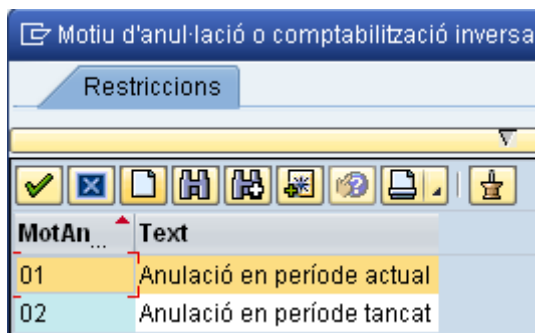 Motiu d'anul·lació o comptabilització inversa
Restriccions
MotAn... Text
01 Anulació en període actual
02 Anulació en període tancat